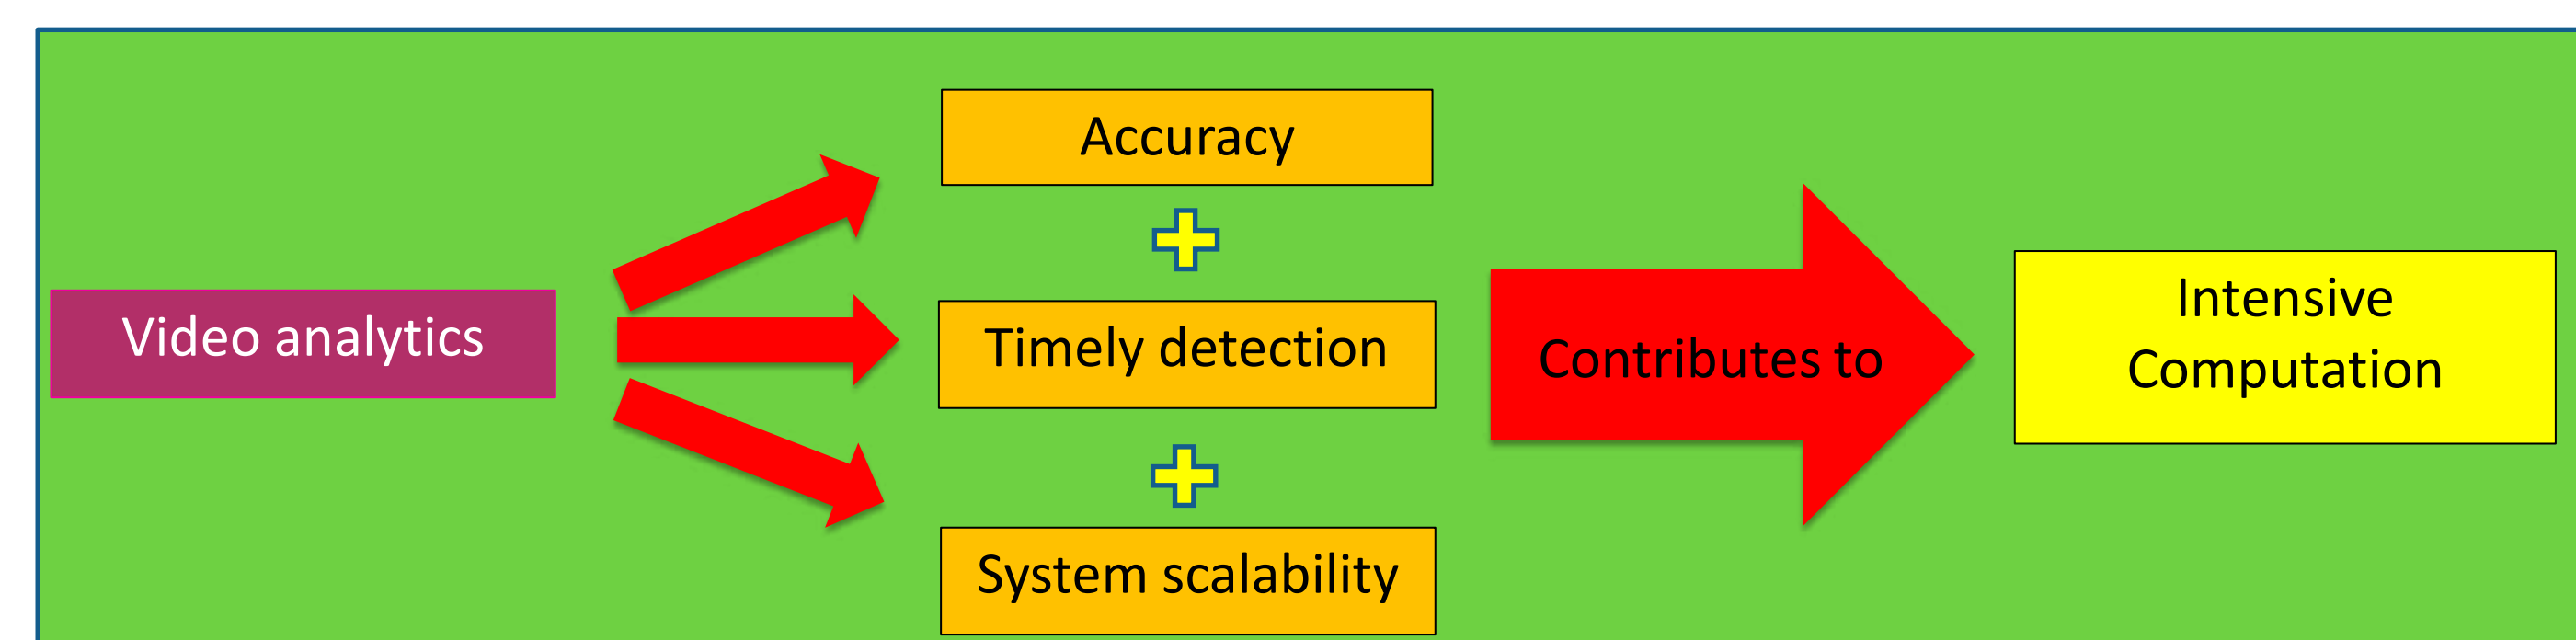 Video analytics
Accuracy
Timely detection
System scalability
Contributes to
Intensive
Computation